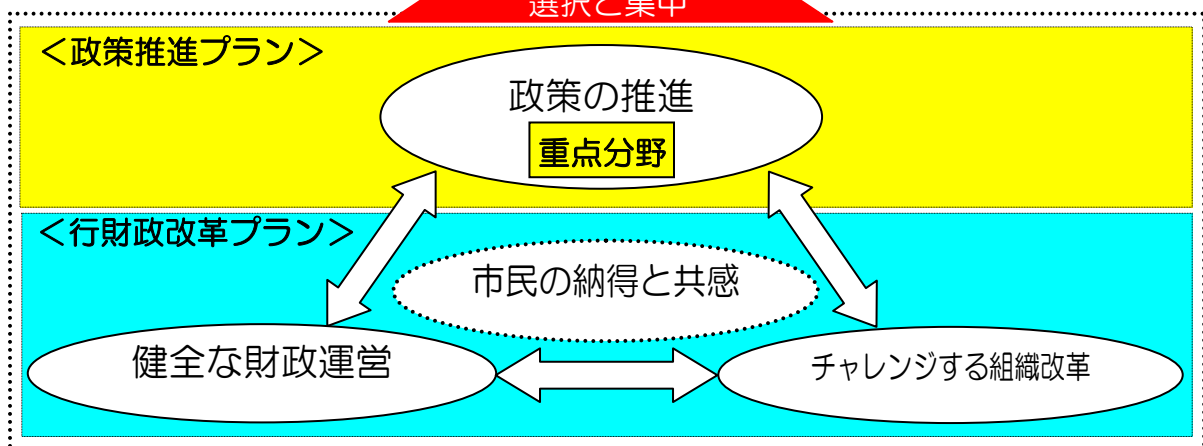 選択と集中
＜政策推進プラン＞
政策の推進
重点分野
＜行財政改革プラン＞
市民の納得と共感
健全な財政運営
チャレンジする組織改革